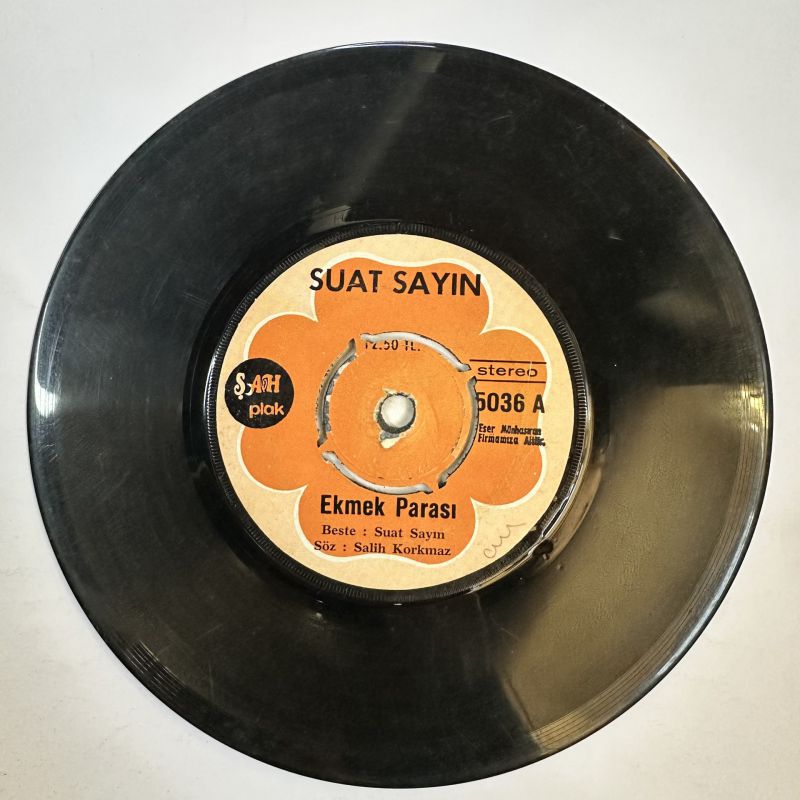 SUAT SAYIN
12.50 TL.
stereo
ŞAH
plak
5036 A
Eser Münhasıran
Firmamıza Aittir.
Ekmek Parası
Beste : Suat Sayın
Söz : Salih Korkmaz